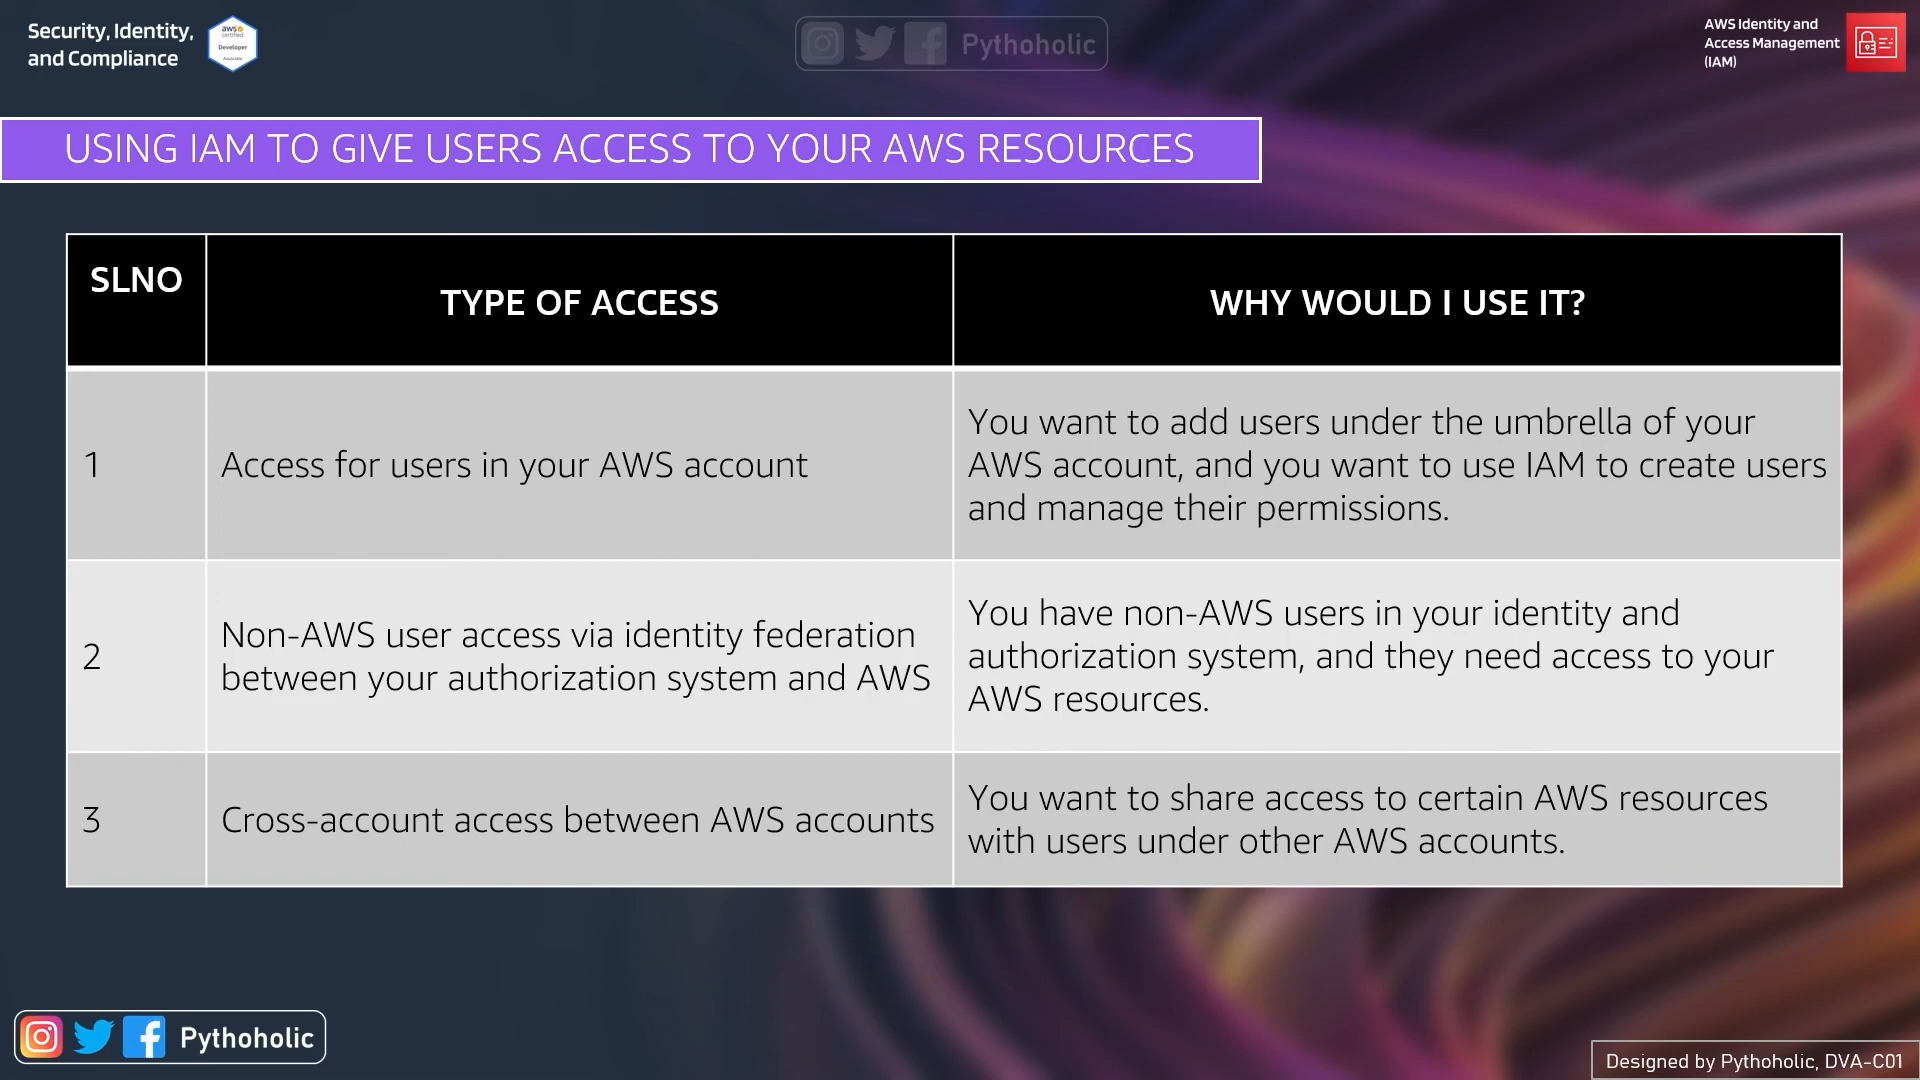 Security, Identity,
and Compliance
aws
certified
Developer
Associate
Pythoholic
AWS Identity and
Access Management
(IAM)
USING IAM TO GIVE USERS ACCESS TO YOUR AWS RESOURCES
SLNO
TYPE OF ACCESS
WHY WOULD I USE IT?
1
Access for users in your AWS account
You want to add users under the umbrella of your
AWS account, and you want to use IAM to create users
and manage their permissions.
2
Non-AWS user access via identity federation
between your authorization system and AWS
You have non-AWS users in your identity and
authorization system, and they need access to your
AWS resources.
3
Cross-account access between AWS accounts
You want to share access to certain AWS resources
with users under other AWS accounts.
Pythoholic
Designed by Pythoholic, DVA-C01